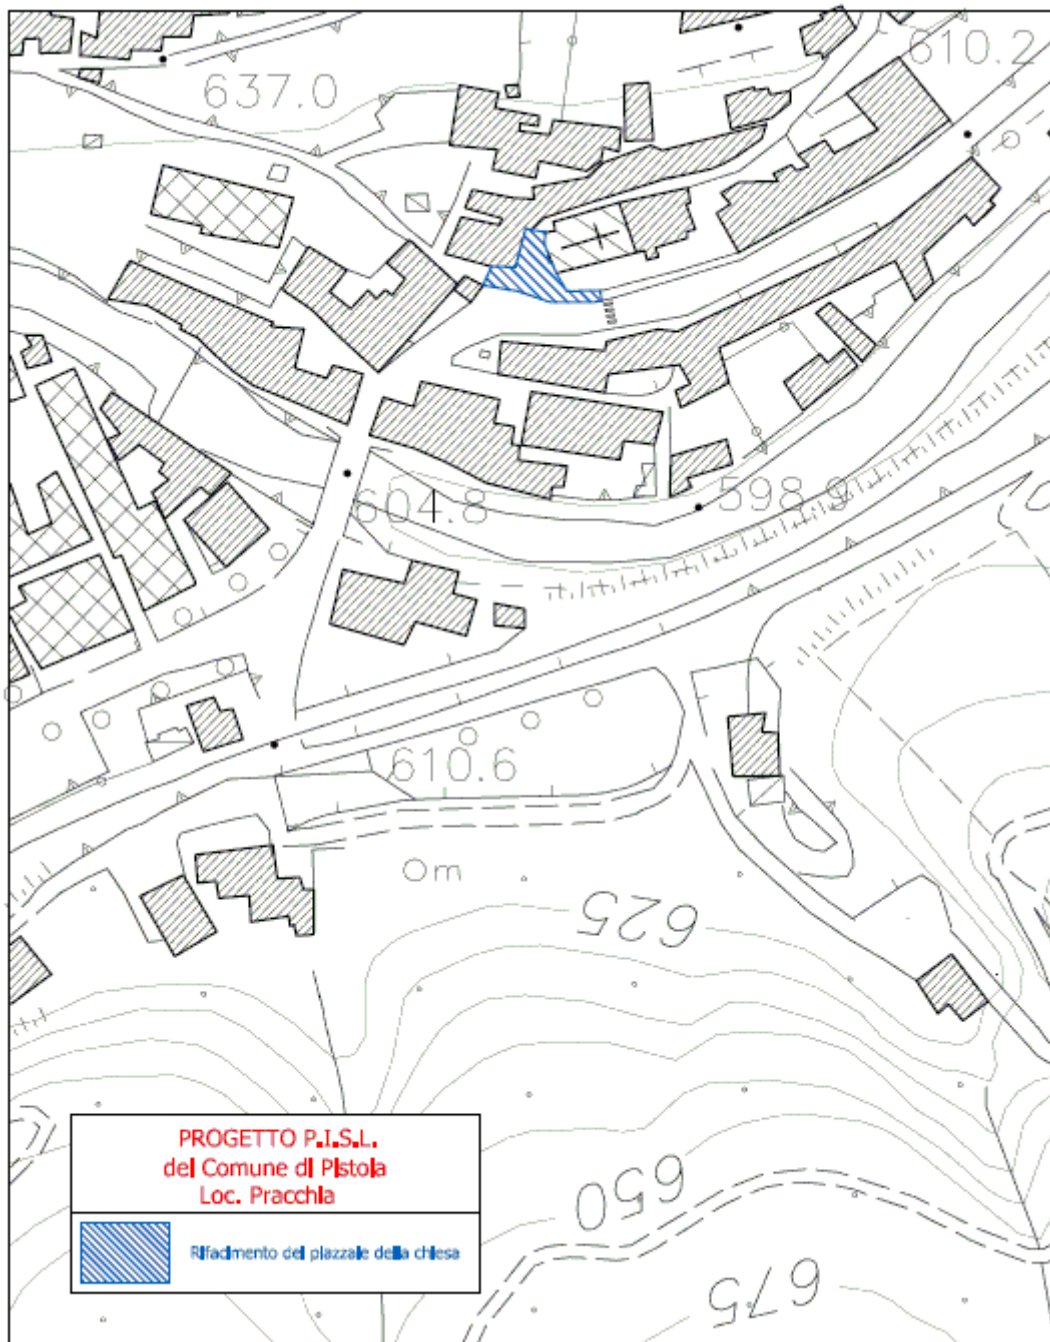 610.2
637.0
604.8
598.9
610.6
m
625
PROGETTO P.I.S.L.
del Comune di Pistoia
Loc. Pracchia
650
Rifacimento del piazzale della chiesa
675